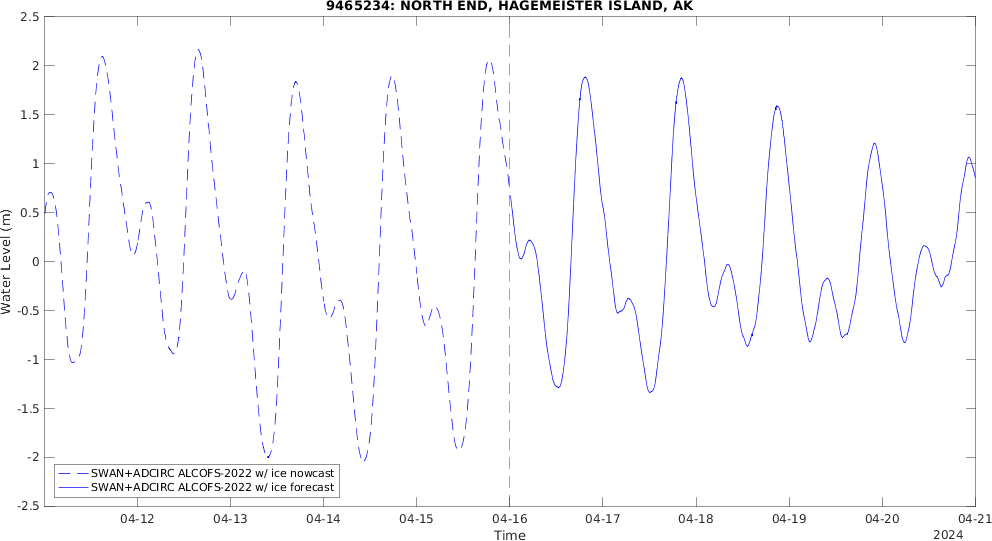 9465234: NORTH END, HAGEMEISTER ISLAND, AK
2.5
2
1.5
1
0.5
0
-0.5
-1
-1.5
-2
-2.5
Water Level (m)
SWAN+ADCIRC ALCOFS-2022 w/ ice nowcast
SWAN+ADCIRC ALCOFS-2022 w/ ice forecast
04-12 04-13 04-14 04-15 04-16 04-17 04-18 04-19 04-20 04-21
Time
2024